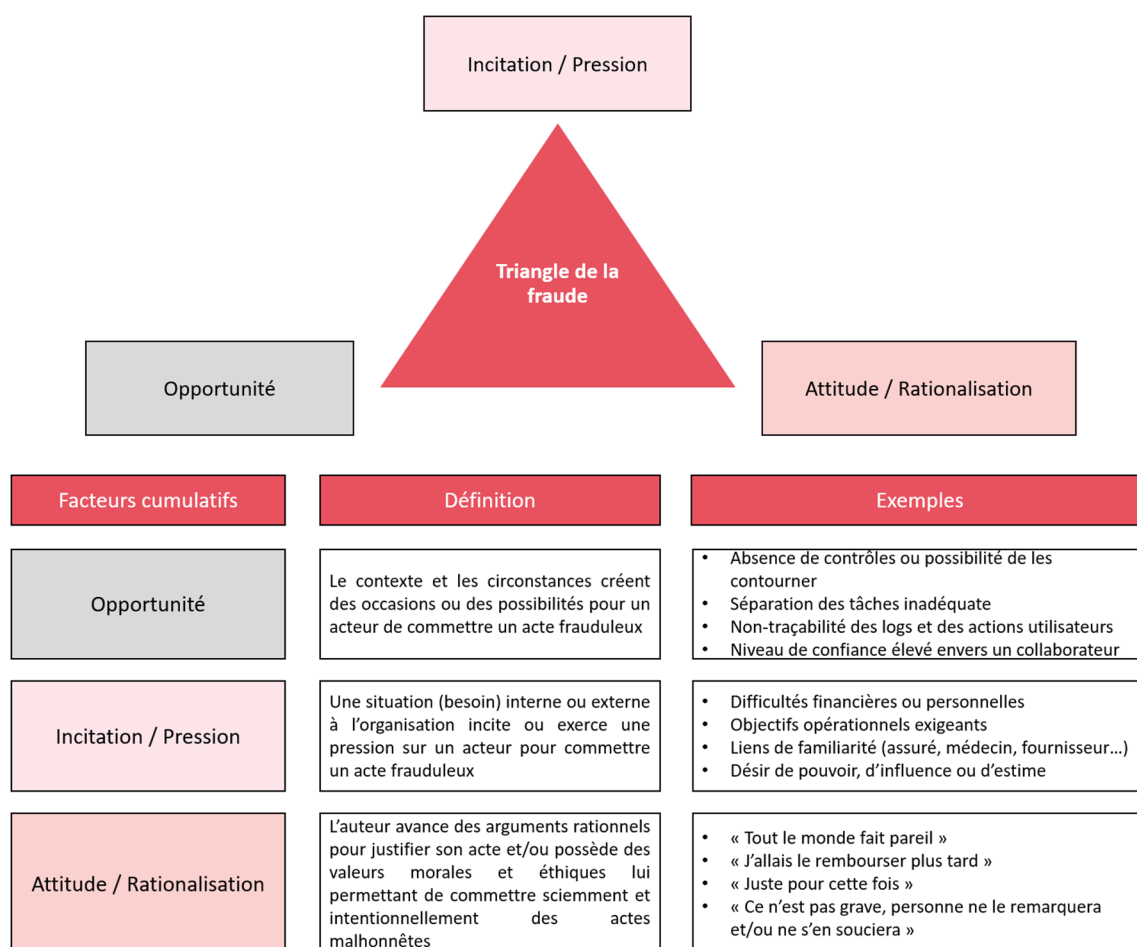 Incitation / Pression
Triangle de la
fraude
Opportunité
Attitude / Rationalisation
Facteurs cumulatifs
Définition
Exemples
Opportunité
Le contexte et les circonstances créent
des occasions ou des possibilités pour un
acteur de commettre un acte frauduleux
• Absence de contrôles ou possibilité de les
contourner
• Séparation des tâches inadéquate
• Non-traçabilité des logs et des actions utilisateurs
• Niveau de confiance élevé envers un collaborateur
Incitation / Pression
Une situation (besoin) interne ou externe
à l’organisation incite ou exerce une
pression sur un acteur pour commettre
un acte frauduleux
• Difficultés financières ou personnelles
• Objectifs opérationnels exigeants
• Liens de familiarité (assuré, médecin, fournisseur…)
• Désir de pouvoir, d’influence ou d’estime
Attitude / Rationalisation
L’auteur avance des arguments rationnels
pour justifier son acte et/ou possède des
valeurs morales et éthiques lui
permettant de commettre sciemment et
intentionnellement des actes
malhonnêtes
• « Tout le monde fait pareil »
• « J’allais le rembourser plus tard »
• « Juste pour cette fois »
• « Ce n’est pas grave, personne ne le remarquera
et/ou ne s’en souciera »